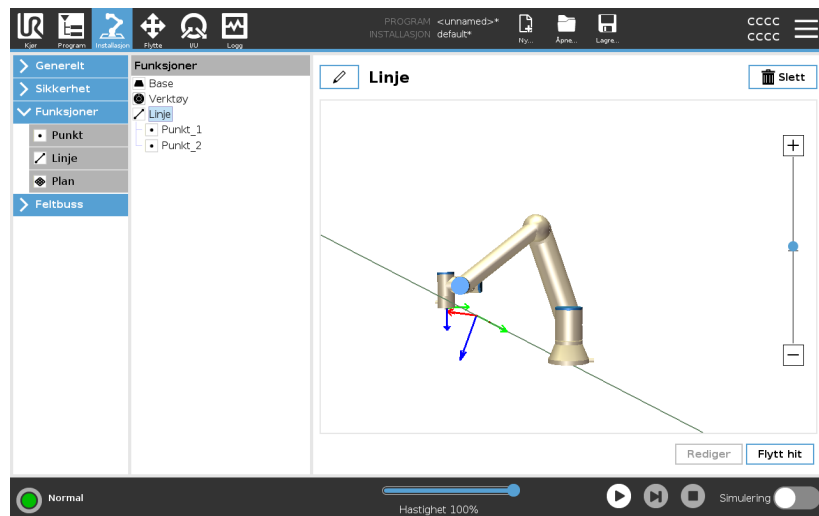 PROGRAM <unnamed>*
INSTALLASJON default*
CCCC
CCCC
Kjør Program Installasjon Flytte I/U Logg Ny... Åpne... Lagre...
Generelt
Sikkerhet
Funksjoner
Punkt
Linje
Plan
Feltbuss
Funksjoner
Base
Verktøy
Linje
Punkt_1
Punkt_2
Linje
Slett
Rediger
Flytt hit
Normal
Hastighet 100%
Simulering